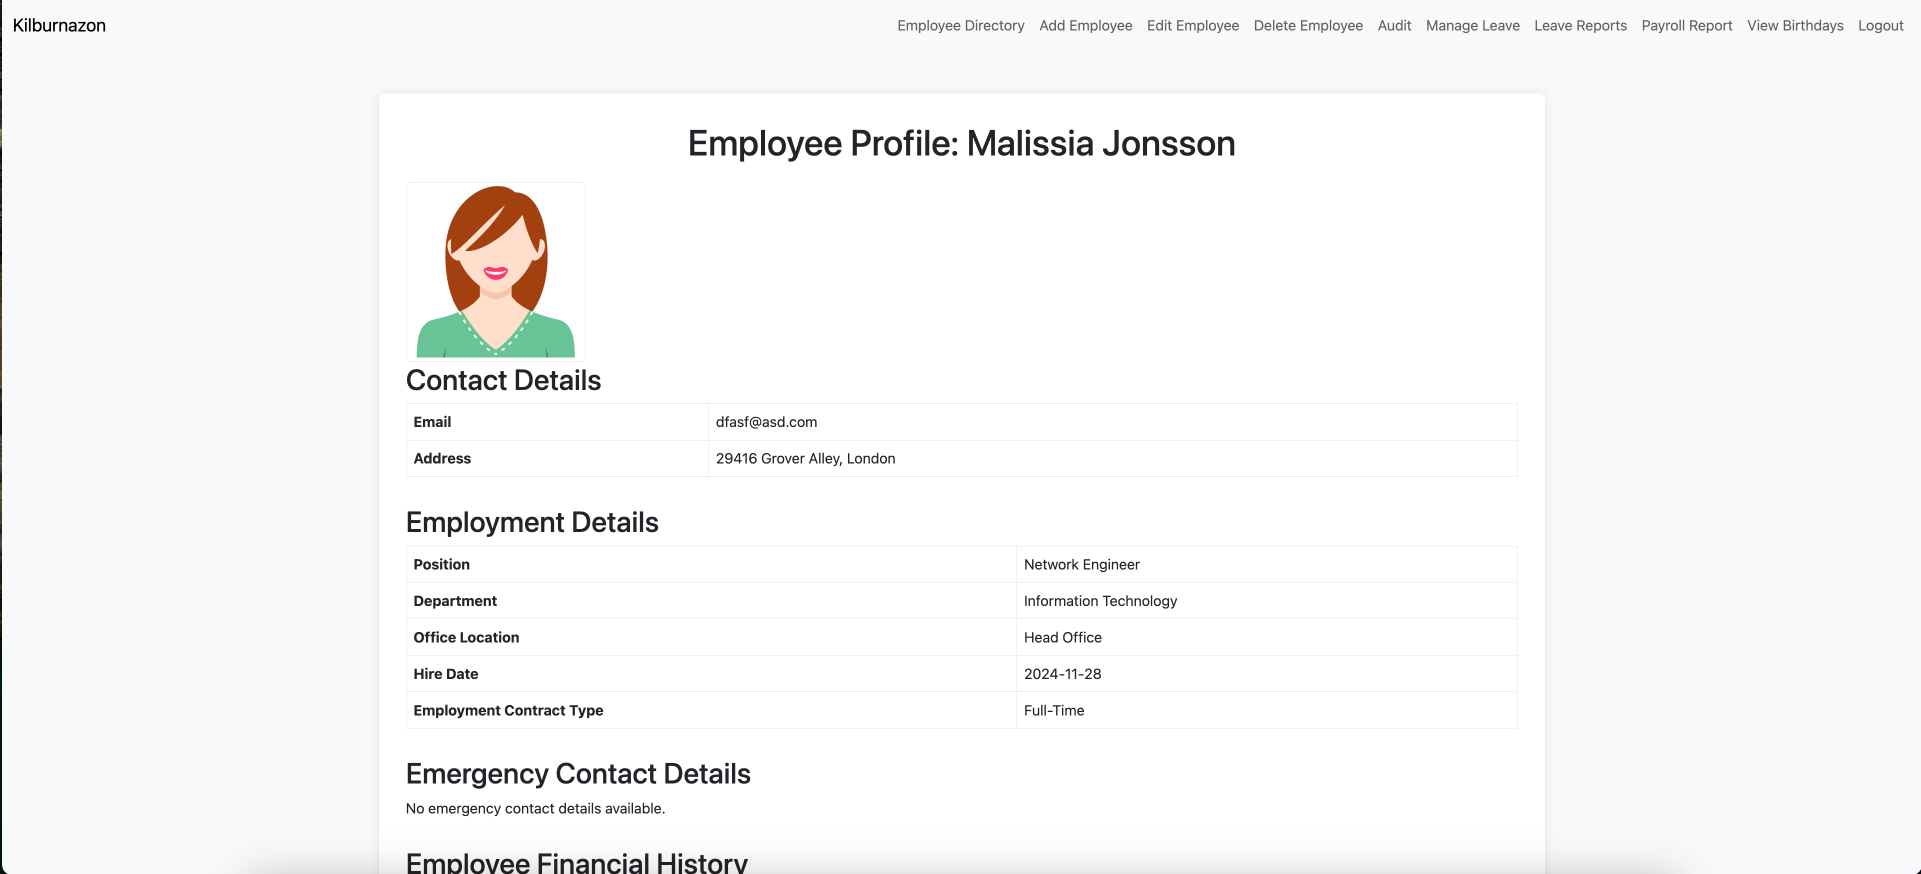 Kilburnazon
Employee Directory Add Employee Edit Employee Delete Employee Audit Manage Leave Leave Reports Payroll Report View Birthdays Logout
Employee Profile: Malissia Jonsson
Contact Details
Email dfasf@asd.com
Address 29416 Grover Alley, London
Employment Details
Position Network Engineer
Department Information Technology
Office Location Head Office
Hire Date 2024-11-28
Employment Contract Type Full-Time
Emergency Contact Details
No emergency contact details available.
Employee Financial History